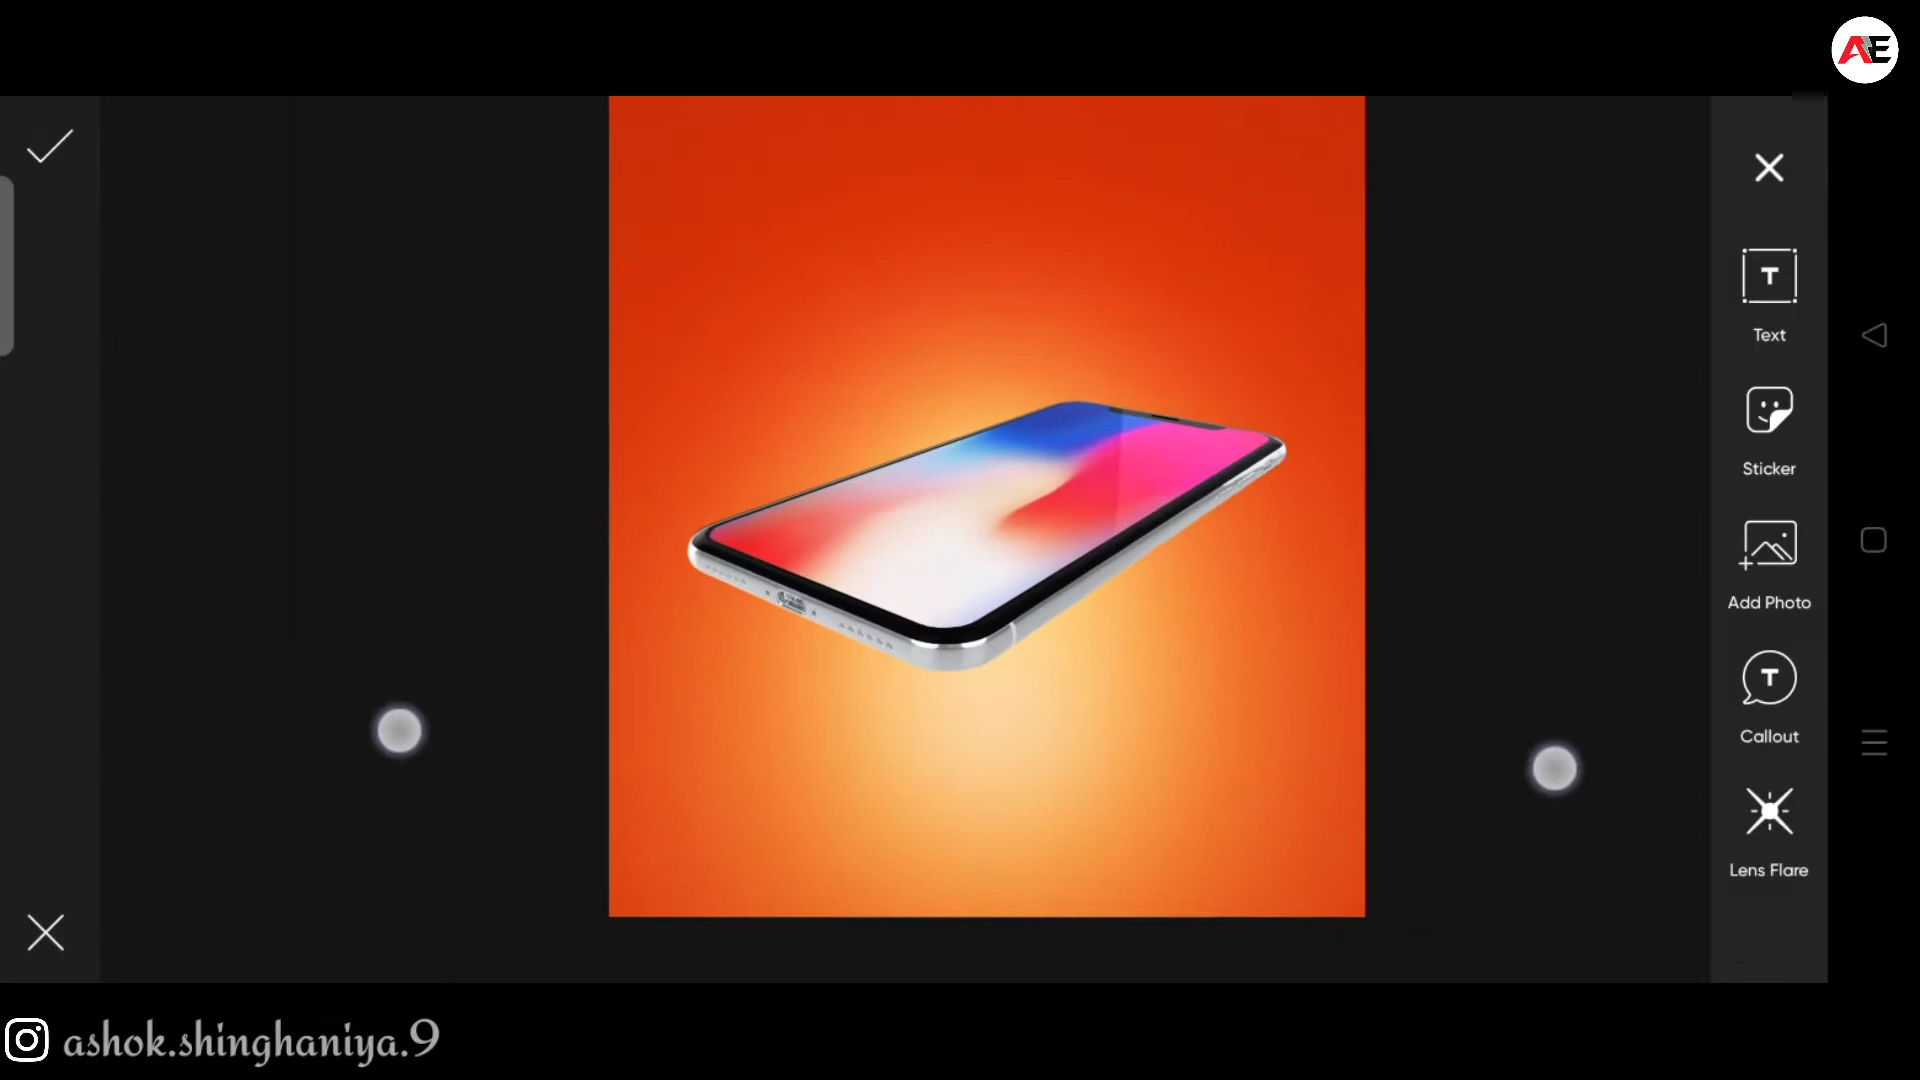 AE
T
Text
Sticker
Add Photo
T
Callout
Lens Flare
ashok.shinghaniya.9